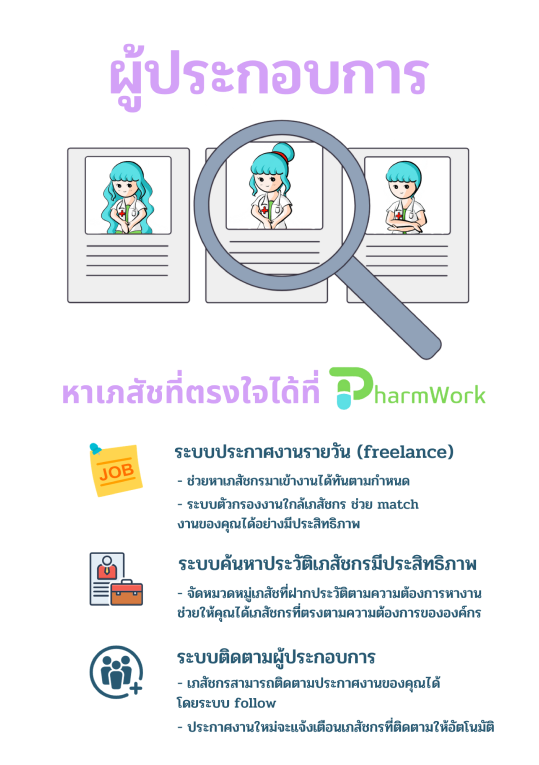 ผู้ประกอบการ
หาเภสัชที่ตรงใจได้ที่ PharmWork
JOB
ระบบประกาศงานรายวัน (freelance)
- ช่วยหาเภสัชกรมาเข้างานได้ทันตามกำหนด
- ระบบตัวกรองงานใกล้เภสัชกร ช่วย match
งานของคุณได้อย่างมีประสิทธิภาพ
ระบบค้นหาประวัติเภสัชกรมีประสิทธิภาพ
- จัดหมวดหมู่เภสัชที่ฝากประวัติตามความต้องการหางาน
ช่วยให้คุณได้เภสัชกรที่ตรงตามความต้องการขององค์กร
ระบบติดตามผู้ประกอบการ
- เภสัชกรสามารถติดตามประกาศงานของคุณได้
โดยระบบ follow
- ประกาศงานใหม่จะแจ้งเตือนเภสัชกรที่ติดตามให้อัตโนมัติ